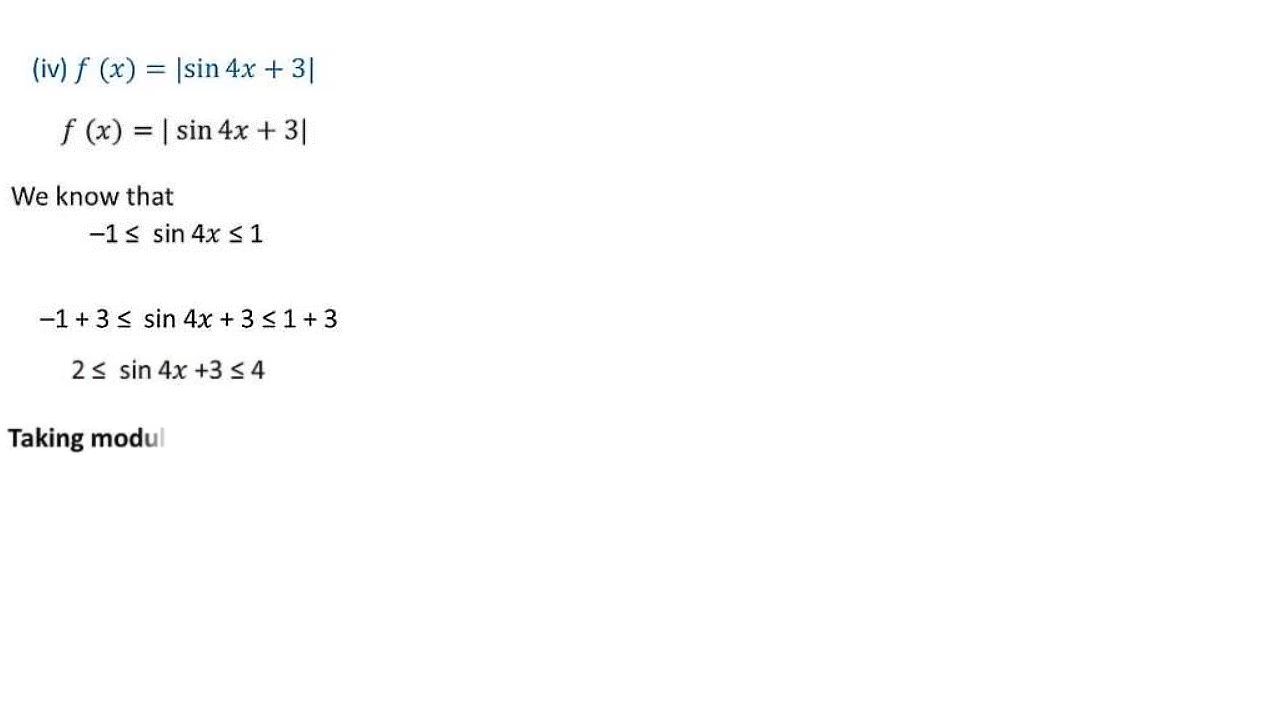 (iv) f (x) = |sin 4x + 3|
f (x) = | sin 4x + 3|
We know that
–1 ≤ sin 4x ≤ 1
–1 + 3 ≤ sin 4x + 3 ≤ 1 + 3
2 ≤ sin 4x +3 ≤ 4
Taking modul